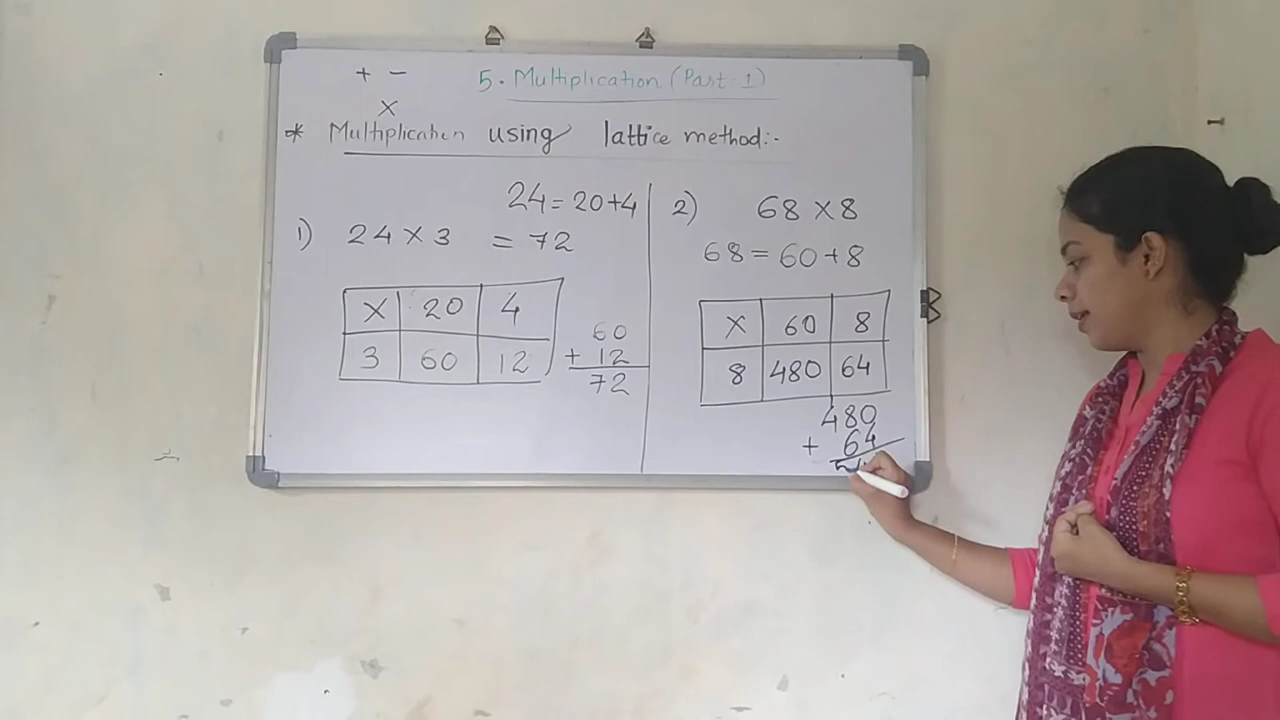 + -
×
5. Multiplication (Part-1)
* Multiplication using lattice method:-
24 = 20+4
1) 24 × 3 = 72
× 20 4
3 60 12
60
+ 12
72
2) 68 × 8
68 = 60+8
× 60 8
8 480 64
480
+ 64